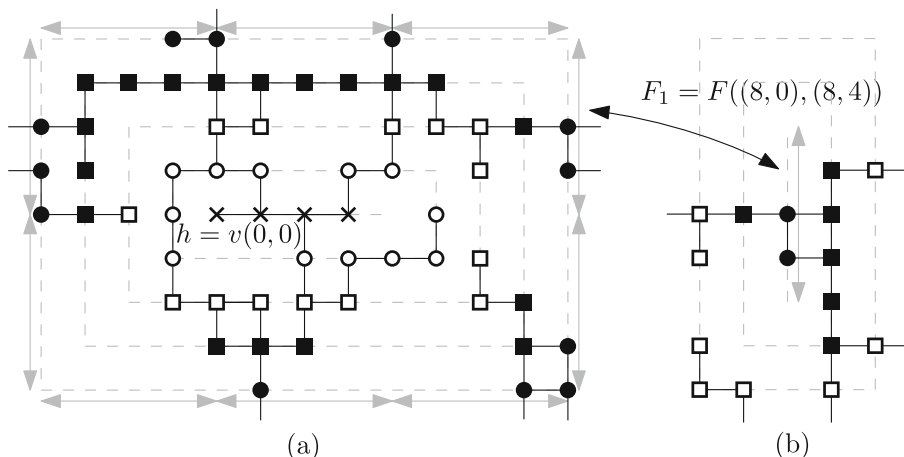 F₁ = F((8, 0), (8, 4))
h = v(0, 0)
(a)
(b)